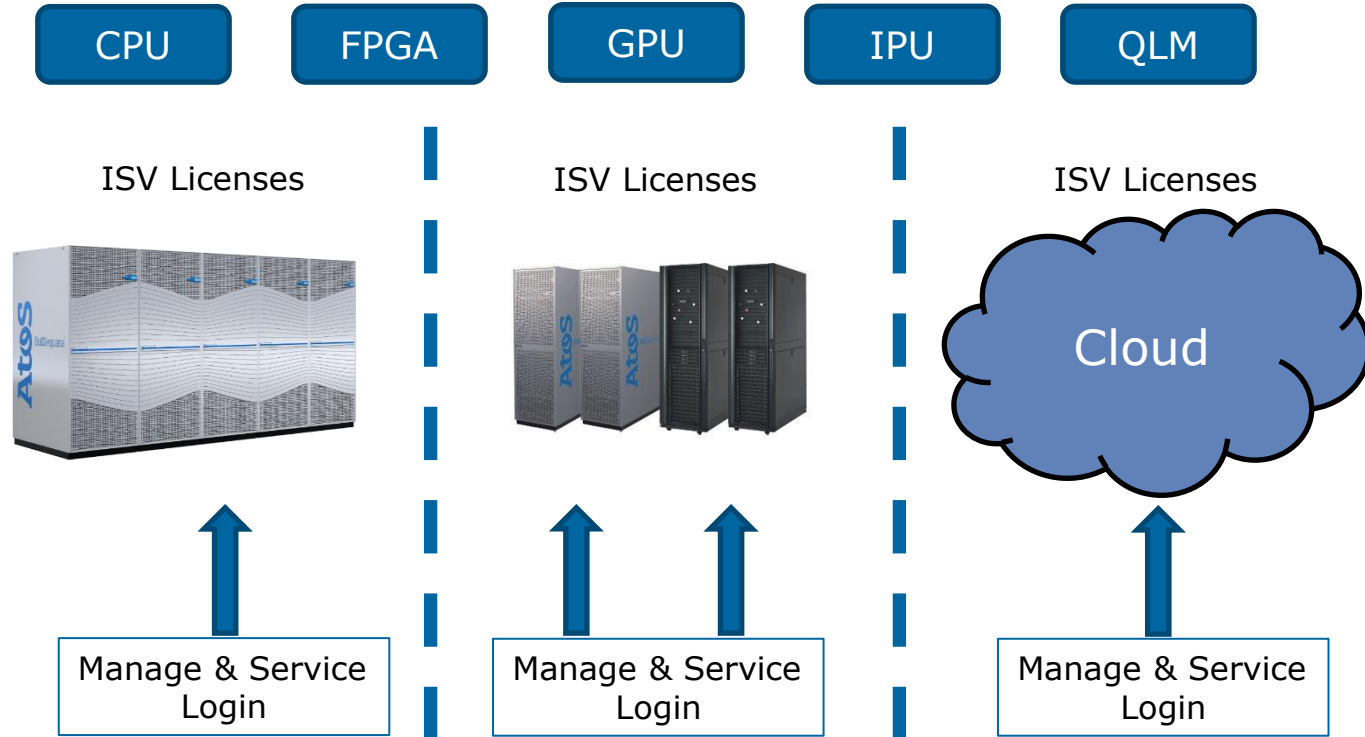 CPU
FPGA
GPU
IPU
QLM
ISV Licenses
ISV Licenses
ISV Licenses
Atos
BullSequana
Atos
Atos
Cloud
Manage & Service
Login
Manage & Service
Login
Manage & Service
Login